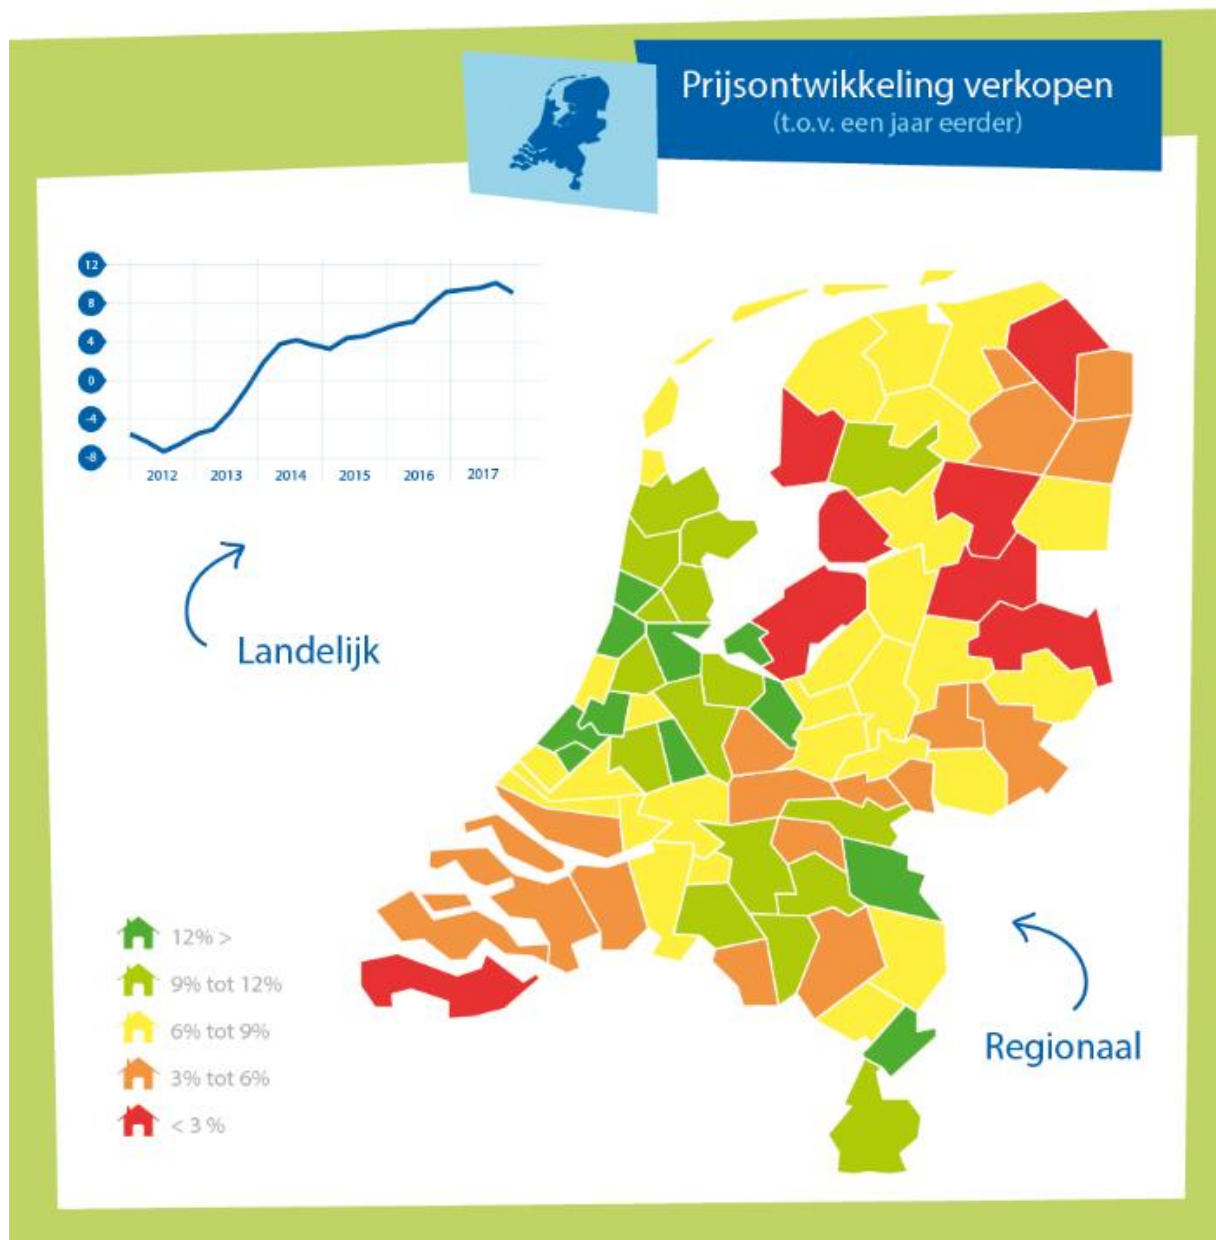 Prijsontwikkeling verkopen
(t.o.v. een jaar eerder)
12
8
4
0
-4
-8
2012 2013 2014 2015 2016 2017
Landelijk
12% >
9% tot 12%
6% tot 9%
3% tot 6%
< 3 %
Regionaal